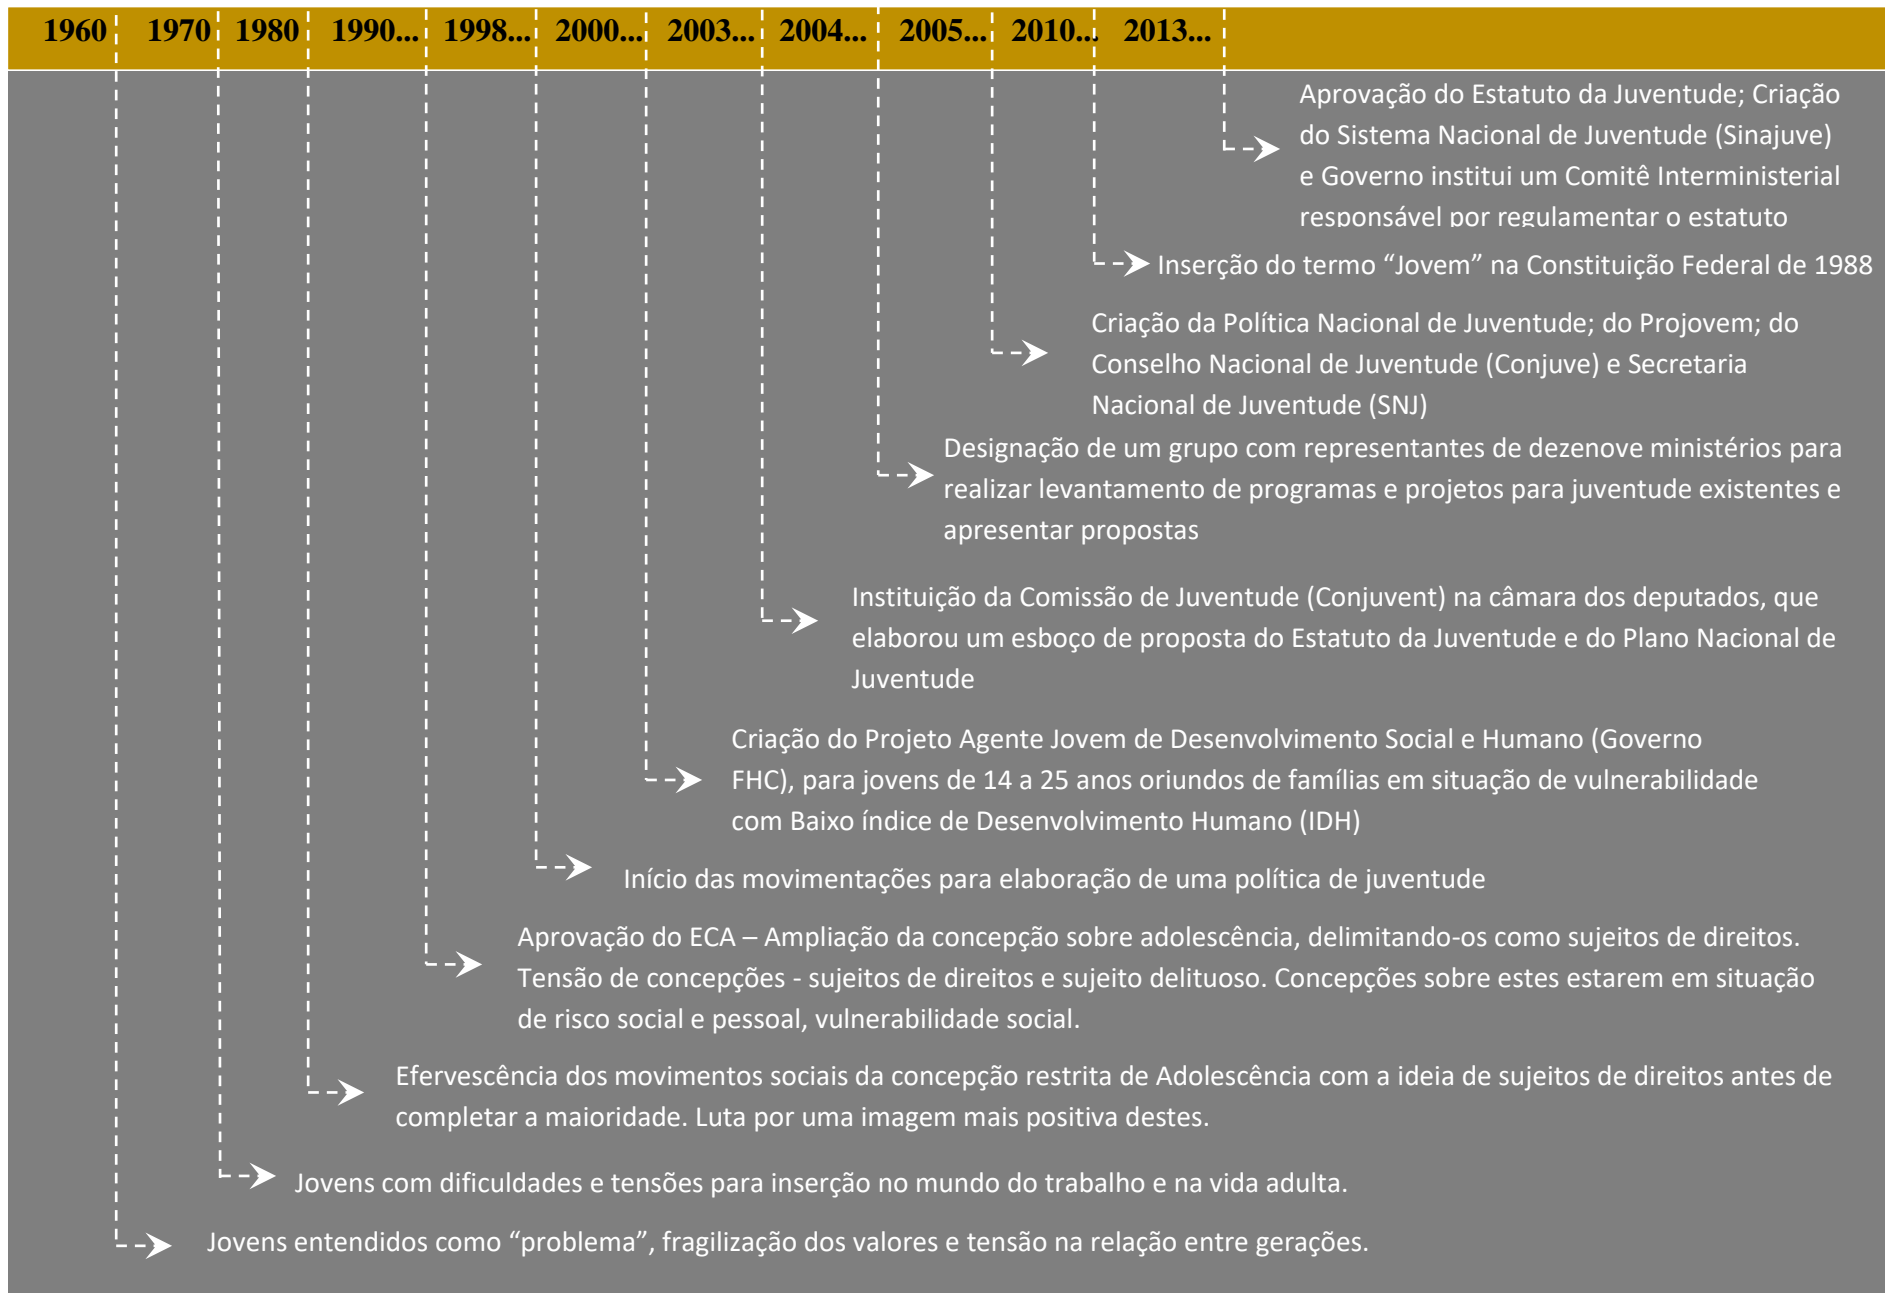 1960 1970 1980 1990... 1998... 2000... 2003... 2004... 2005... 2010... 2013...
Aprovação do Estatuto da Juventude; Criação
do Sistema Nacional de Juventude (Sinajuve)
e Governo institui um Comitê Interministerial
responsável por regulamentar o estatuto
Inserção do termo “Jovem” na Constituição Federal de 1988
Criação da Política Nacional de Juventude; do Projovem; do
Conselho Nacional de Juventude (Conjuve) e Secretaria
Nacional de Juventude (SNJ)
Designação de um grupo com representantes de dezenove ministérios para
realizar levantamento de programas e projetos para juventude existentes e
apresentar propostas
Instituição da Comissão de Juventude (Conjuvent) na câmara dos deputados, que
elaborou um esboço de proposta do Estatuto da Juventude e do Plano Nacional de
Juventude
Criação do Projeto Agente Jovem de Desenvolvimento Social e Humano (Governo
FHC), para jovens de 14 a 25 anos oriundos de famílias em situação de vulnerabilidade
com Baixo índice de Desenvolvimento Humano (IDH)
Início das movimentações para elaboração de uma política de juventude
Aprovação do ECA – Ampliação da concepção sobre adolescência, delimitando-os como sujeitos de direitos.
Tensão de concepções - sujeitos de direitos e sujeito delituoso. Concepções sobre estes estarem em situação
de risco social e pessoal, vulnerabilidade social.
Efervescência dos movimentos sociais da concepção restrita de Adolescência com a ideia de sujeitos de direitos antes de
completar a maioridade. Luta por uma imagem mais positiva destes.
Jovens com dificuldades e tensões para inserção no mundo do trabalho e na vida adulta.
Jovens entendidos como “problema”, fragilização dos valores e tensão na relação entre gerações.